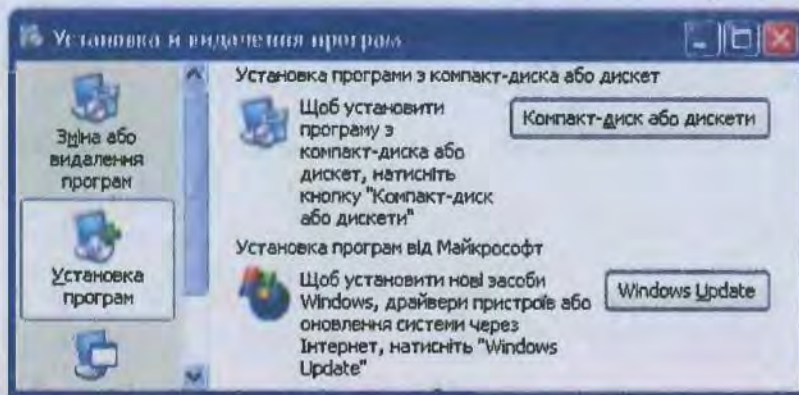 Установка и видачення програм
Зміна або
видалення
програм
Установка
програм
Установка програми з компакт-диска або дискет
Щоб установити
програму з
компакт-диска або
дискет, натисніть
кнопку "Компакт-диск
або дискети"
Компакт-диск або дискети
Установка програм від Майкрософт
Щоб установити нові засоби
Windows, драйвери пристроїв або
оновлення системи через
Інтернет, натисніть "Windows
Update"
Windows Update